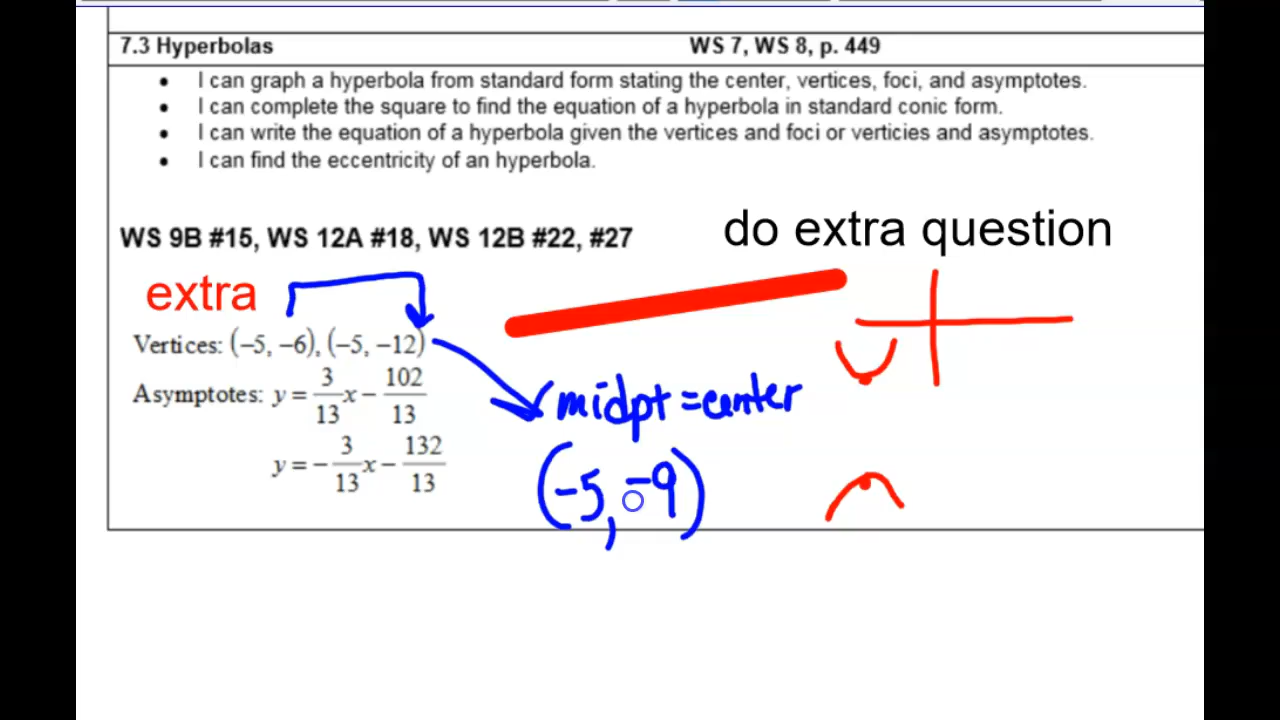 7.3 Hyperbolas WS 7, WS 8, p. 449
• I can graph a hyperbola from standard form stating the center, vertices, foci, and asymptotes.
• I can complete the square to find the equation of a hyperbola in standard conic form.
• I can write the equation of a hyperbola given the vertices and foci or verticies and asymptotes.
• I can find the eccentricity of an hyperbola.
do extra question
WS 9B #15, WS 12A #18, WS 12B #22, #27
extra
Vertices: (−5, −6), (−5, −12)
Asymptotes: y = 3/13 x − 102/13
midpt = center
y = − 3/13 x − 132/13
(−5, −9)